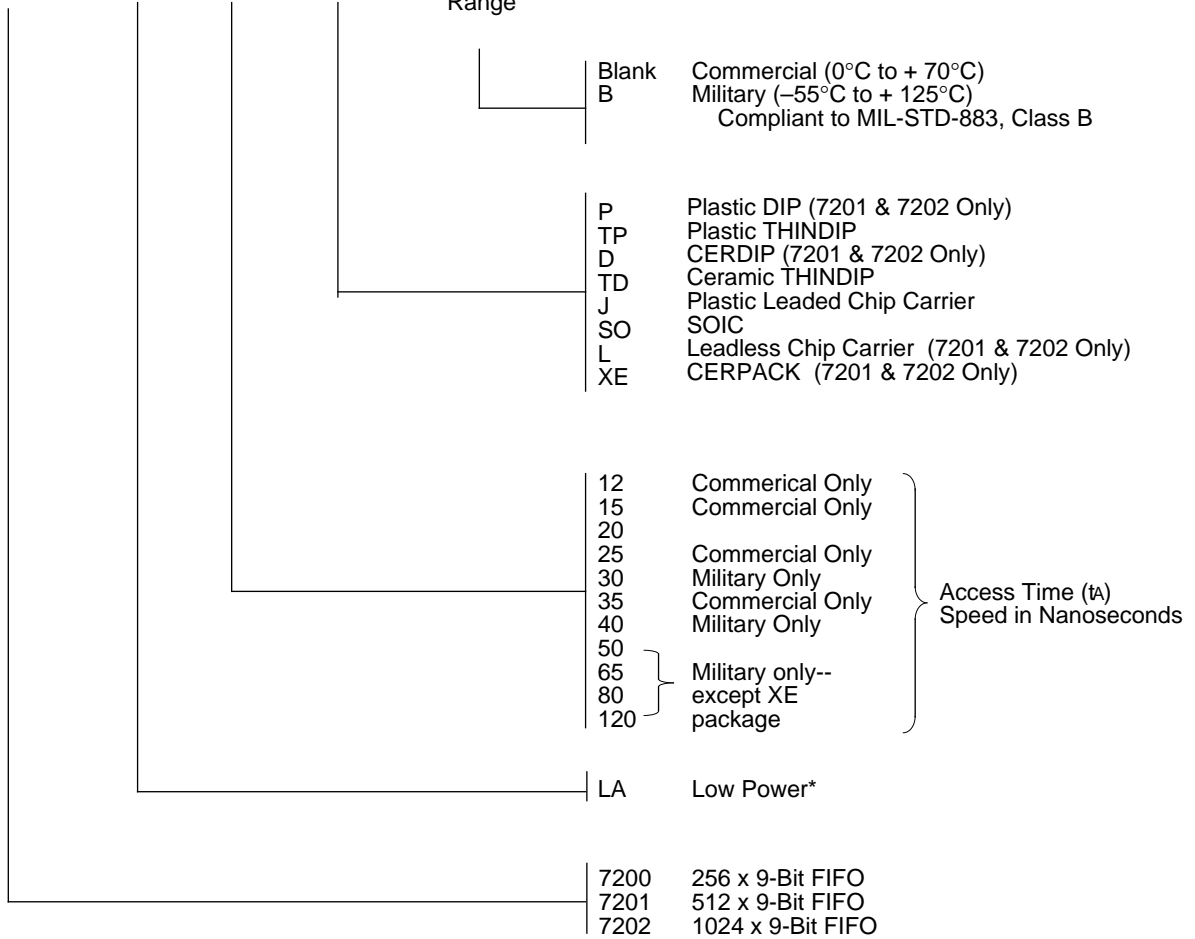 Range
Blank Commercial (0°C to + 70°C)
B Military (–55°C to + 125°C)
Compliant to MIL-STD-883, Class B
P Plastic DIP (7201 & 7202 Only)
TP Plastic THINDIP
D CERDIP (7201 & 7202 Only)
TD Ceramic THINDIP
J Plastic Leaded Chip Carrier
SO SOIC
L Leadless Chip Carrier (7201 & 7202 Only)
XE CERPACK (7201 & 7202 Only)
12 Commerical Only
15 Commercial Only
20
25 Commercial Only
30 Military Only
35 Commercial Only
40 Military Only
50
65 Military only--
80 except XE
120 package
Access Time (tA)
Speed in Nanoseconds
LA Low Power*
7200 256 x 9-Bit FIFO
7201 512 x 9-Bit FIFO
7202 1024 x 9-Bit FIFO